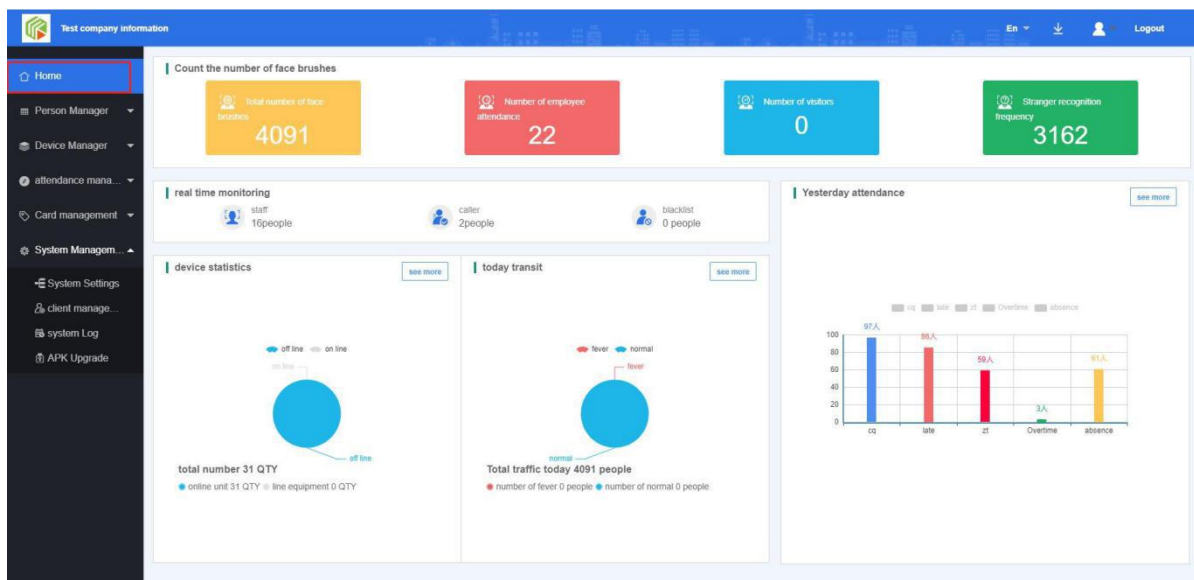 Test company information
En
Logout
Home
Person Manager
Device Manager
attendance mana...
Card management
System Managem...
System Settings
client manage...
system Log
APK Upgrade
Count the number of face brushes
Total number of face
brushes
4091
Number of employee
attendance
22
Number of visitors
0
Stranger recognition
frequency
3162
real time monitoring
staff
16people
caller
2people
blacklist
0 people
device statistics
see more
off line on line
on line
off line
total number 31 QTY
online unit 31 QTY line equipment 0 QTY
today transit
see more
fever normal
fever
normal
Total traffic today 4091 people
number of fever 0 people number of normal 0 people
Yesterday attendance
see more
cq late zt Overtime absence
100
80
60
40
20
0
97人
86人
59人
3人
61人
cq late zt Overtime absence